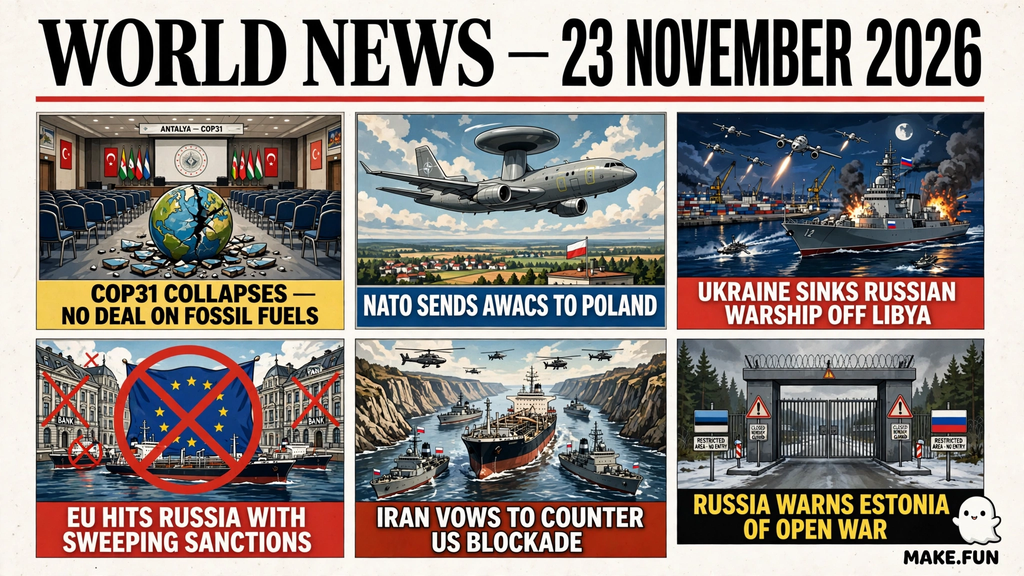 WORLD NEWS — 23 NOVEMBER 2026
ANTALYA — COP31
COP31 COLLAPSES —
NO DEAL ON FOSSIL FUELS
NATO SENDS AWACS TO POLAND
12
UKRAINE SINKS RUSSIAN
WARSHIP OFF LIBYA
BANK
BANK
BANK
EU HITS RUSSIA WITH
SWEEPING SANCTIONS
IRAN VOWS TO COUNTER
US BLOCKADE
RESTRICTED
AREA - NO ENTRY
RESTRICTED
AREA - NO ENTRY
RUSSIA WARNS ESTONIA
OF OPEN WAR
MAKE.FUN